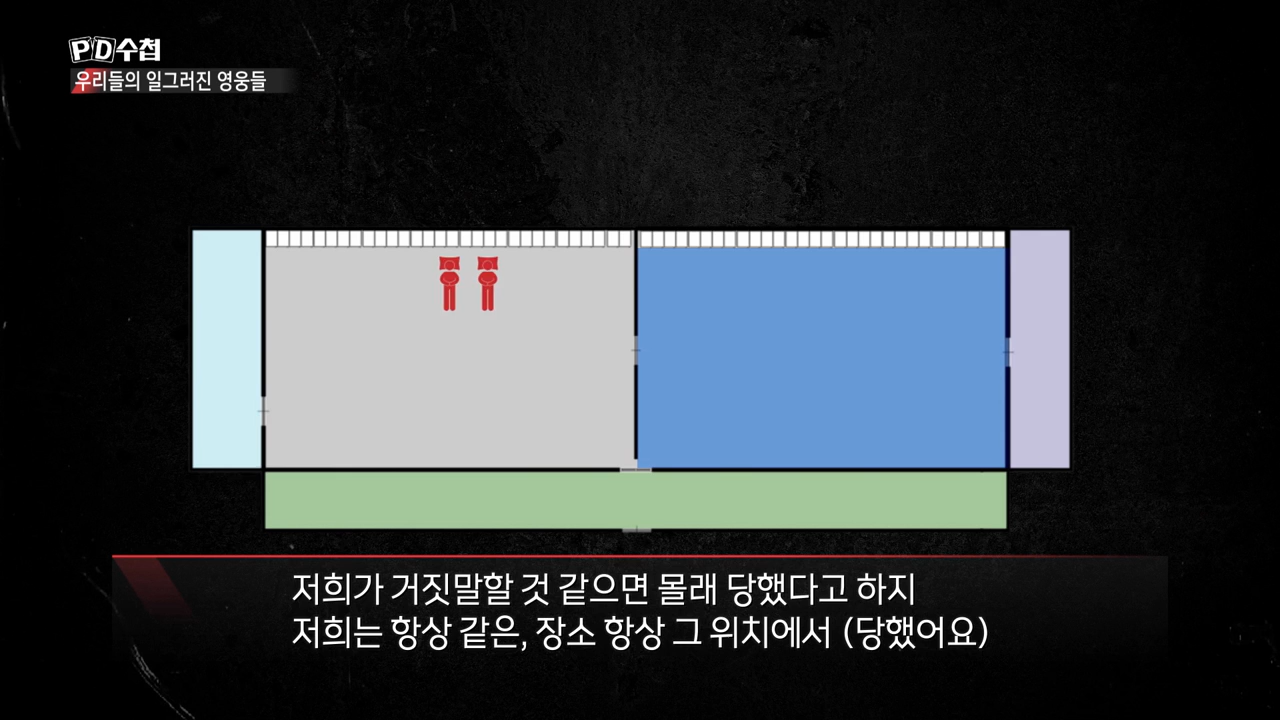 PD수첩
우리들의 일그러진 영웅들
저희가 거짓말할 것 같으면 몰래 당했다고 하지
저희는 항상 같은, 장소 항상 그 위치에서 (당했어요)